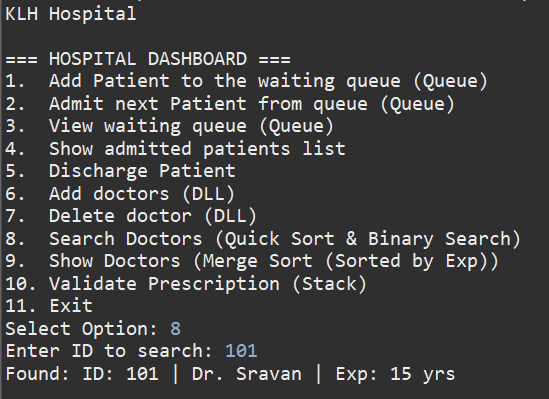 KLH Hospital
=== HOSPITAL DASHBOARD ===
1.  Add Patient to the waiting queue (Queue)
2.  Admit next Patient from queue (Queue)
3.  View waiting queue (Queue)
4.  Show admitted patients list
5.  Discharge Patient
6.  Add doctors (DLL)
7.  Delete doctor (DLL)
8.  Search Doctors (Quick Sort & Binary Search)
9.  Show Doctors (Merge Sort (Sorted by Exp))
10. Validate Prescription (Stack)
11. Exit
Select Option: 8
Enter ID to search: 101
Found: ID: 101 | Dr. Sravan | Exp: 15 yrs